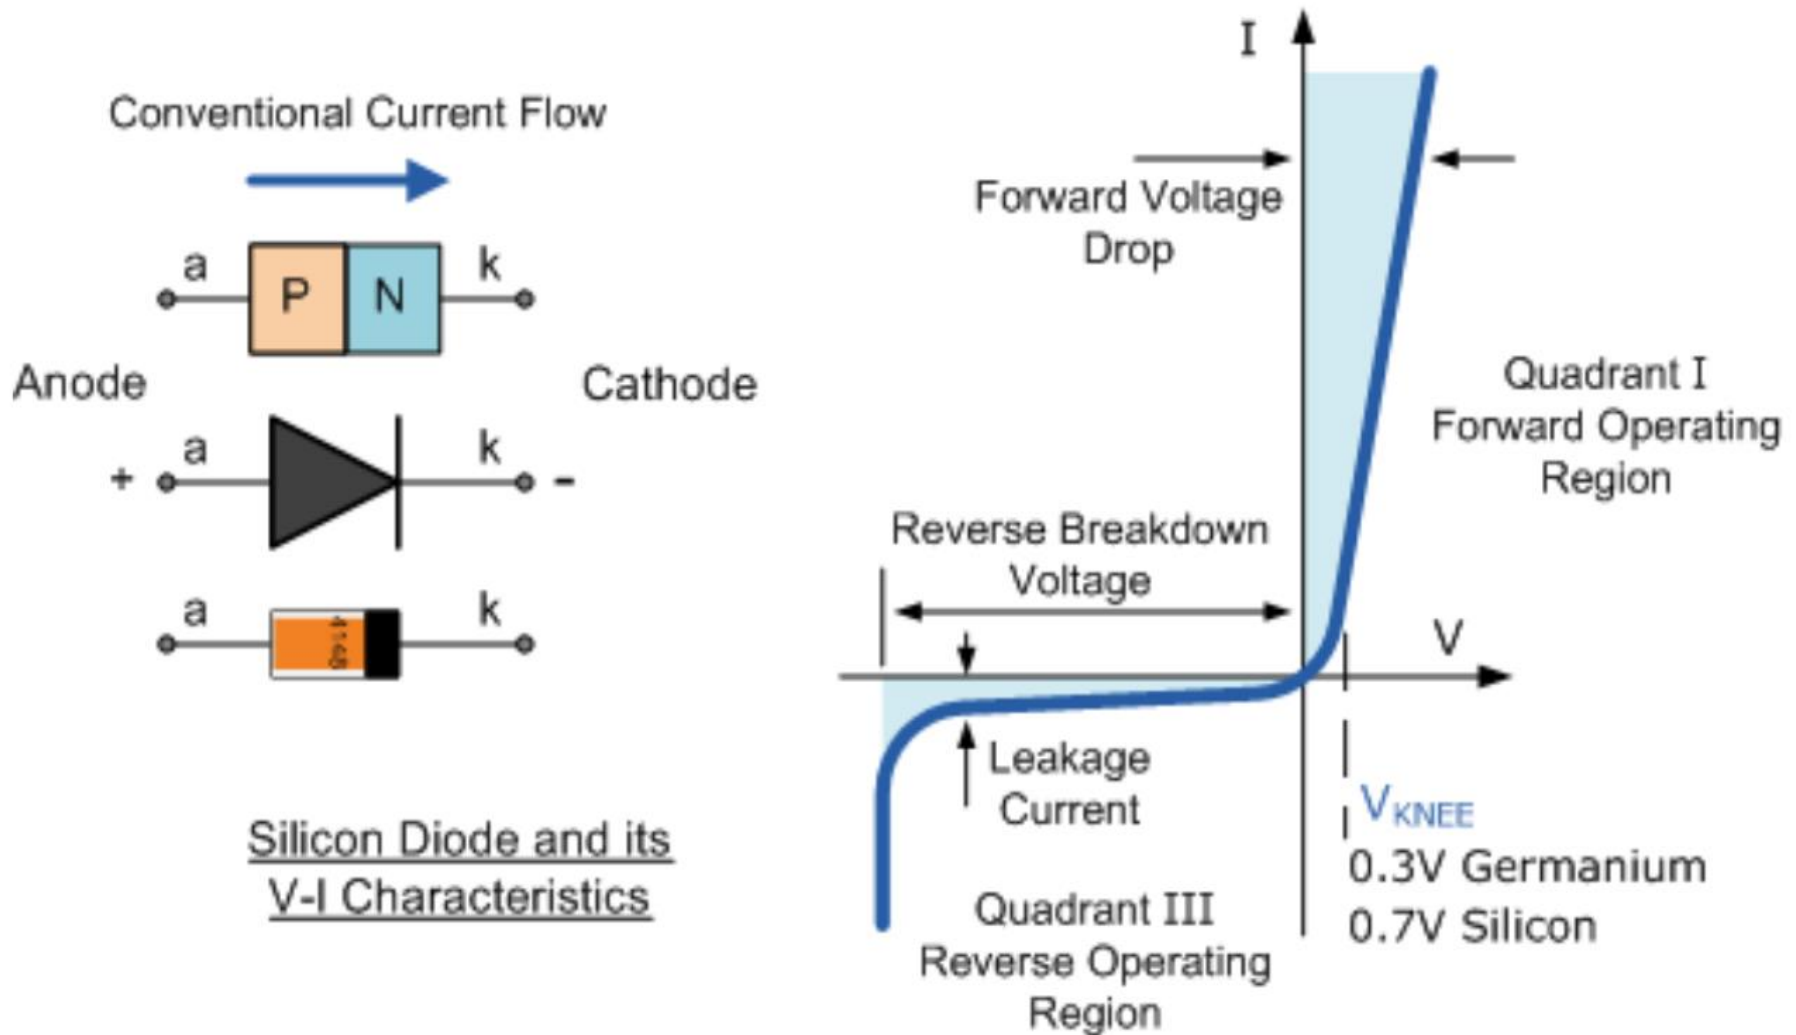 Conventional Current Flow
a
P
N
k
Anode
Cathode
+
a
k
-
a
k
Silicon Diode and its
V-I Characteristics
I
Forward Voltage
Drop
Quadrant I
Forward Operating
Region
Reverse Breakdown
Voltage
V
Leakage
Current
VKNEE
0.3V Germanium
0.7V Silicon
Quadrant III
Reverse Operating
Region